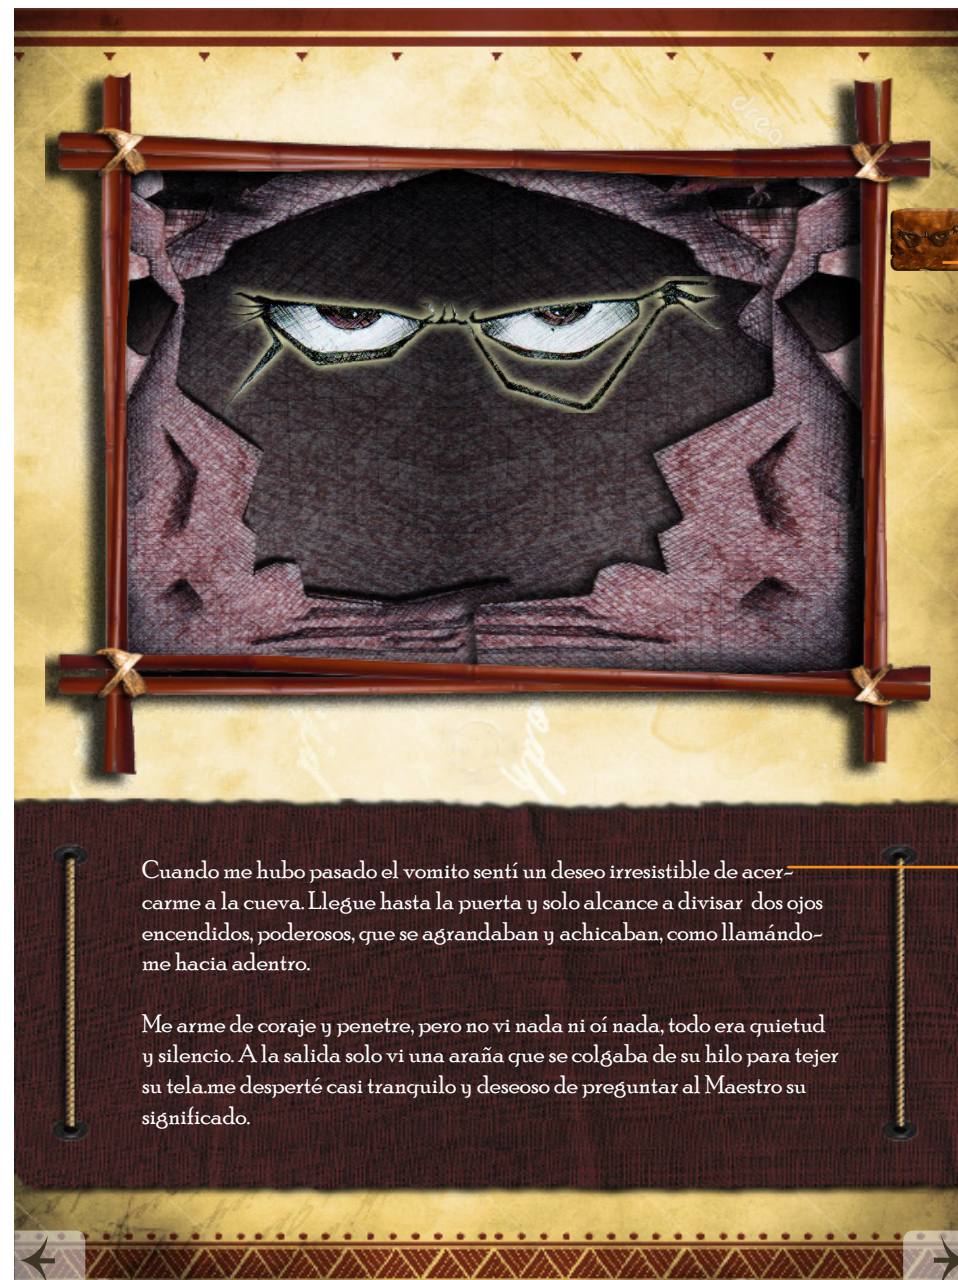 Cuando me hubo pasado el vomito sentí un deseo irresistible de acer-
carme a la cueva. Llegue hasta la puerta y solo alcance a divisar dos ojos
encendidos, poderosos, que se agrandaban y achicaban, como llamándo-
me hacia adentro.
Me arme de coraje y penetre, pero no vi nada ni oí nada, todo era quietud
y silencio. A la salida solo vi una araña que se colgaba de su hilo para tejer
su tela.me desperté casi tranquilo y deseoso de preguntar al Maestro su
significado.